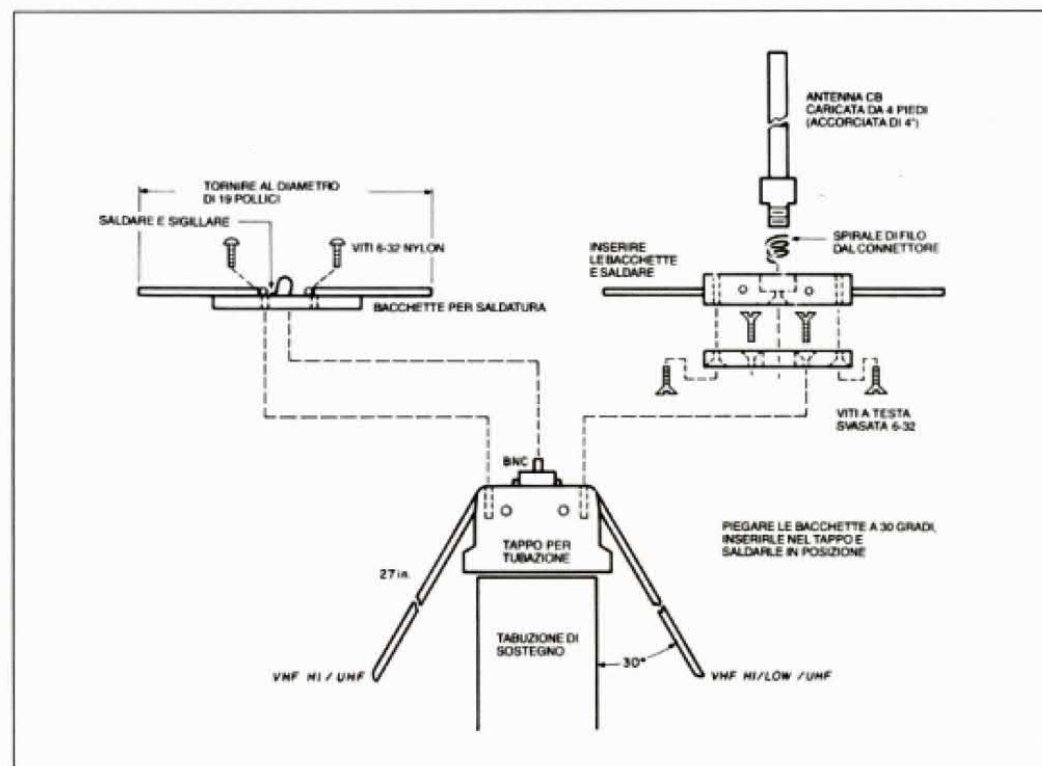 ANTENNA CB
CARICATA DA 4 PIEDI
(ACCORCIATA DI 4")
TORNIRE AL DIAMETRO
DI 19 POLLICI
SALDARE E SIGILLARE
VITI 6-32 NYLON
BACCHETTE PER SALDATURA
SPIRALE DI FILO
DAL CONNETTORE
INSERIRE
LE BACCHETTE
E SALDARE
VITI A TESTA
SVASATA 6-32
BNC
TAPPO PER
TUBAZIONE
PIEGARE LE BACCHETTE A 30 GRADI,
INSERIRLE NEL TAPPO E
SALDARLE IN POSIZIONE
27 in.
TABUZIONE DI
SOSTEGNO
30°
VHF HI / UHF
VHF HI/LOW /UHF